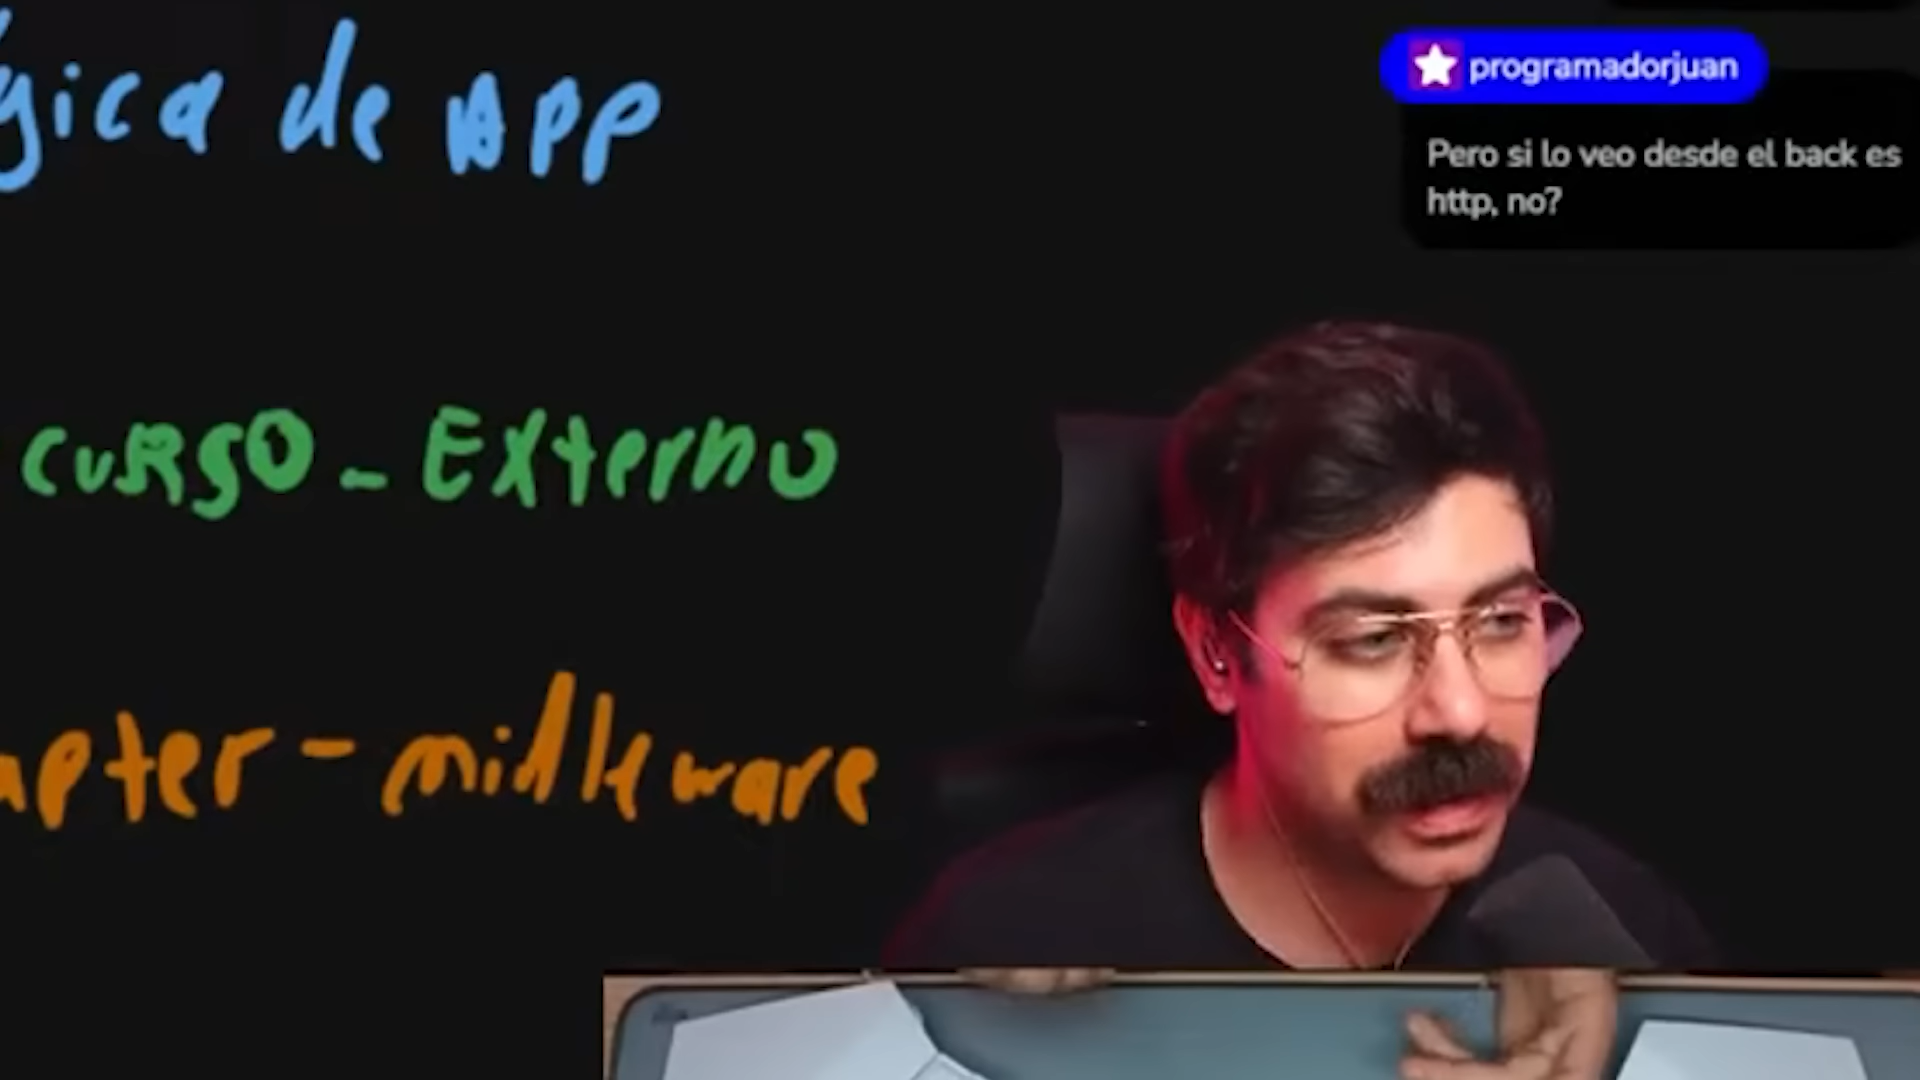 gica de APP
programadorjuan
Pero si lo veo desde el back es
http, no?
curso - Externo
apter - midleware